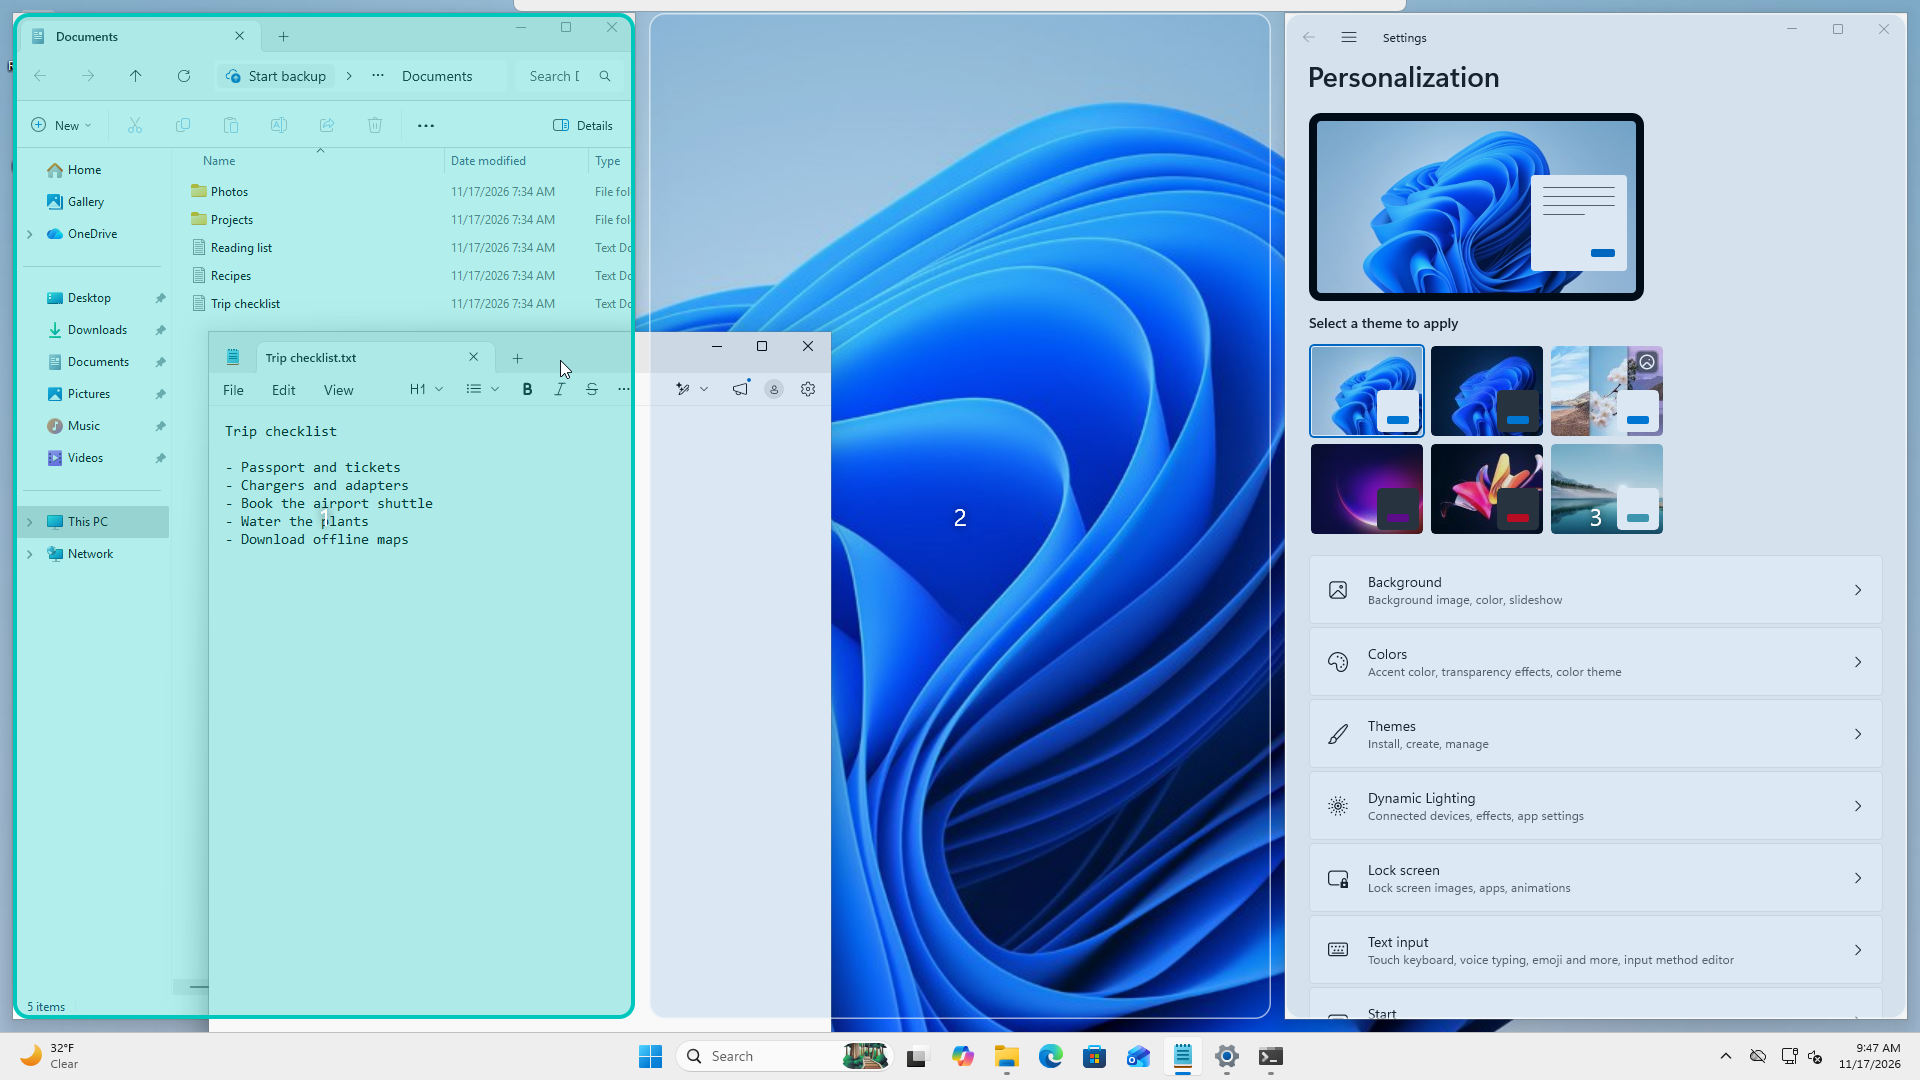 Documents
Start backup
Documents
Search
New
Details
Name
Date modified
Type
Home
Gallery
OneDrive
Desktop
Downloads
Documents
Pictures
Music
Videos
This PC
Network
Photos 11/17/2026 7:34 AM File
Projects 11/17/2026 7:34 AM File
Reading list 11/17/2026 7:34 AM Text
Recipes 11/17/2026 7:34 AM Text
Trip checklist 11/17/2026 7:34 AM Text
5 items
Trip checklist.txt
File Edit View H1 B I S
Trip checklist
- Passport and tickets
- Chargers and adapters
- Book the airport shuttle
- Water the plants
- Download offline maps
1
2
3
Settings
Personalization
Select a theme to apply
Background
Background image, color, slideshow
Colors
Accent color, transparency effects, color theme
Themes
Install, create, manage
Dynamic Lighting
Connected devices, effects, app settings
Lock screen
Lock screen images, apps, animations
Text input
Touch keyboard, voice typing, emoji and more, input method editor
Start
32°F
Clear
Search
9:47 AM
11/17/2026